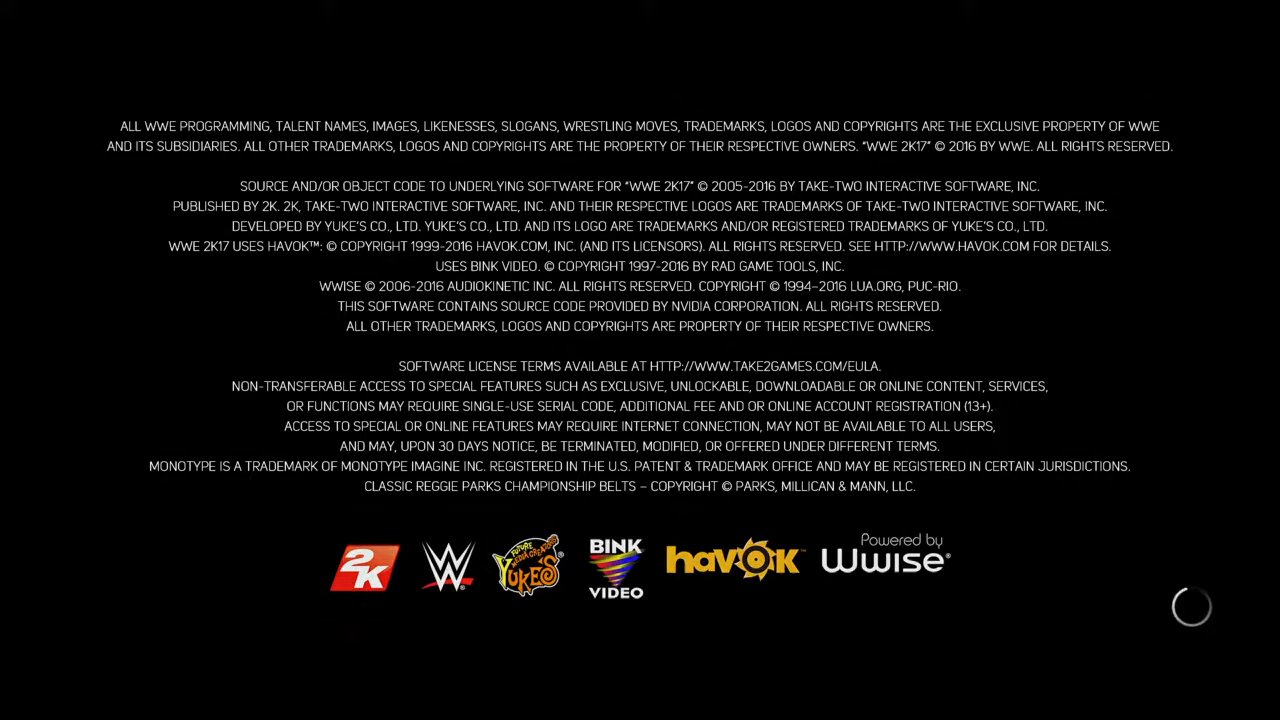 ALL WWE PROGRAMMING, TALENT NAMES, IMAGES, LIKENESSES, SLOGANS, WRESTLING MOVES, TRADEMARKS, LOGOS AND COPYRIGHTS ARE THE EXCLUSIVE PROPERTY OF WWE
AND ITS SUBSIDIARIES. ALL OTHER TRADEMARKS, LOGOS AND COPYRIGHTS ARE THE PROPERTY OF THEIR RESPECTIVE OWNERS. “WWE 2K17” © 2016 BY WWE. ALL RIGHTS RESERVED.
SOURCE AND/OR OBJECT CODE TO UNDERLYING SOFTWARE FOR “WWE 2K17” © 2005-2016 BY TAKE-TWO INTERACTIVE SOFTWARE, INC.
PUBLISHED BY 2K. 2K, TAKE-TWO INTERACTIVE SOFTWARE, INC. AND THEIR RESPECTIVE LOGOS ARE TRADEMARKS OF TAKE-TWO INTERACTIVE SOFTWARE, INC.
DEVELOPED BY YUKE'S CO., LTD. YUKE'S CO., LTD. AND ITS LOGO ARE TRADEMARKS AND/OR REGISTERED TRADEMARKS OF YUKE'S CO., LTD.
WWE 2K17 USES HAVOK™: © COPYRIGHT 1999-2016 HAVOK.COM, INC. (AND ITS LICENSORS). ALL RIGHTS RESERVED. SEE HTTP://WWW.HAVOK.COM FOR DETAILS.
USES BINK VIDEO. © COPYRIGHT 1997-2016 BY RAD GAME TOOLS, INC.
WWISE © 2006-2016 AUDIOKINETIC INC. ALL RIGHTS RESERVED. COPYRIGHT © 1994–2016 LUA.ORG, PUC-RIO.
THIS SOFTWARE CONTAINS SOURCE CODE PROVIDED BY NVIDIA CORPORATION. ALL RIGHTS RESERVED.
ALL OTHER TRADEMARKS, LOGOS AND COPYRIGHTS ARE PROPERTY OF THEIR RESPECTIVE OWNERS.
SOFTWARE LICENSE TERMS AVAILABLE AT HTTP://WWW.TAKE2GAMES.COM/EULA.
NON-TRANSFERABLE ACCESS TO SPECIAL FEATURES SUCH AS EXCLUSIVE, UNLOCKABLE, DOWNLOADABLE OR ONLINE CONTENT, SERVICES,
OR FUNCTIONS MAY REQUIRE SINGLE-USE SERIAL CODE, ADDITIONAL FEE AND OR ONLINE ACCOUNT REGISTRATION (13+).
ACCESS TO SPECIAL OR ONLINE FEATURES MAY REQUIRE INTERNET CONNECTION, MAY NOT BE AVAILABLE TO ALL USERS,
AND MAY, UPON 30 DAYS NOTICE, BE TERMINATED, MODIFIED, OR OFFERED UNDER DIFFERENT TERMS.
MONOTYPE IS A TRADEMARK OF MONOTYPE IMAGINE INC. REGISTERED IN THE U.S. PATENT & TRADEMARK OFFICE AND MAY BE REGISTERED IN CERTAIN JURISDICTIONS.
CLASSIC REGGIE PARKS CHAMPIONSHIP BELTS – COPYRIGHT © PARKS, MILLICAN & MANN, LLC.
2K
W
FUTURE MEDIA CREATORS
YUKE'S
BINK
VIDEO
havok™
Powered by
Wwise®